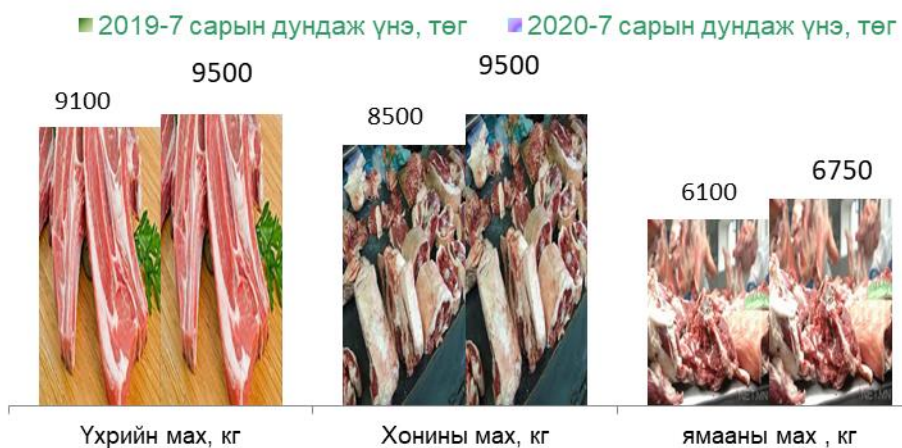 2019-7 сарын дундаж үнэ, төг 2020-7 сарын дундаж үнэ, төг
9100 9500 8500 9500 6100 6750
Үхрийн мах, кг Хонины мах, кг ямааны мах , кг